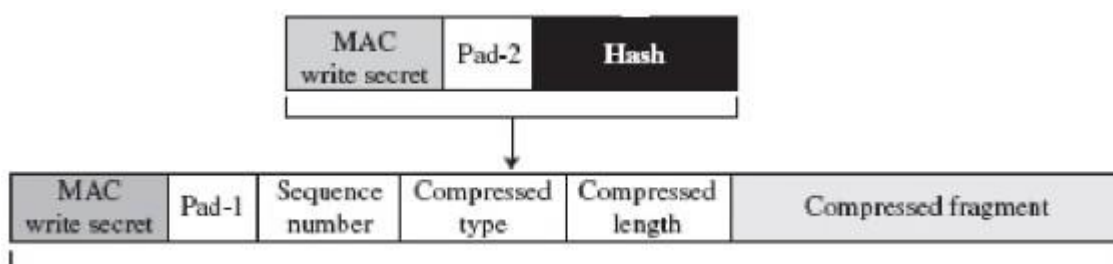 MAC
write secret
Pad-2
Hash
MAC
write secret
Pad-1
Sequence
number
Compressed
type
Compressed
length
Compressed fragment